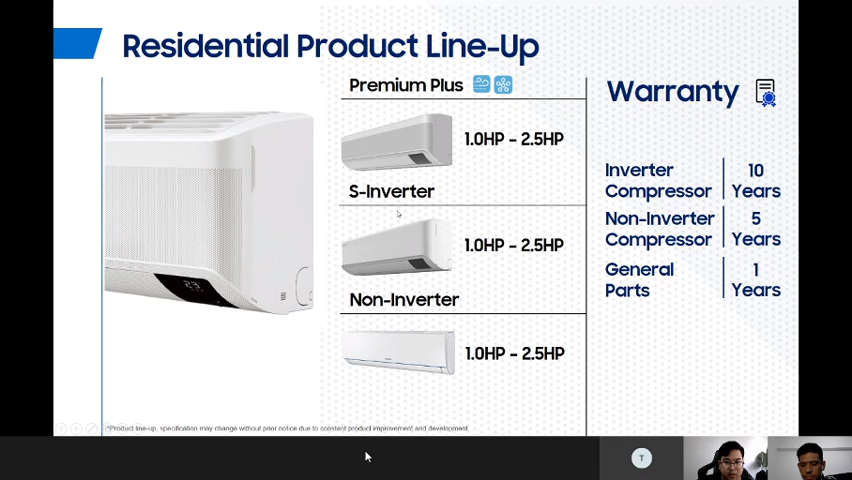 Residential Product Line-Up
Premium Plus
1.0HP – 2.5HP
S-Inverter
1.0HP – 2.5HP
Non-Inverter
1.0HP – 2.5HP
Warranty
Inverter
Compressor
10
Years
Non-Inverter
Compressor
5
Years
General
Parts
1
Years
23
*Product line-up, specification may change without prior notice due to constant product improvement and development.
T